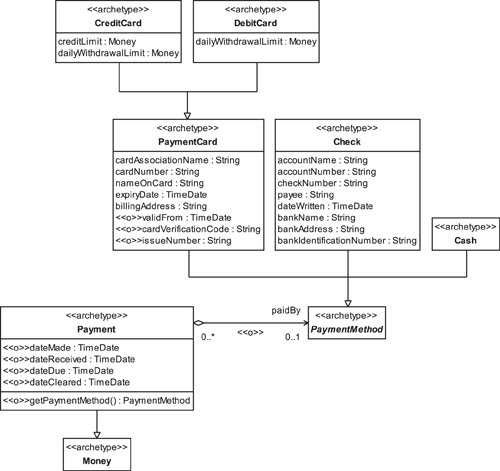 <<archetype>>
CreditCard
creditLimit : Money
dailyWithdrawalLimit : Money
<<archetype>>
DebitCard
dailyWithdrawalLimit : Money
<<archetype>>
PaymentCard
cardAssociationName : String
cardNumber : String
nameOnCard : String
expiryDate : TimeDate
billingAddress : String
<<o>>validFrom : TimeDate
<<o>>cardVerificationCode : String
<<o>>issueNumber : String
<<archetype>>
Check
accountName : String
accountNumber : String
checkNumber : String
payee : String
dateWritten : TimeDate
bankName : String
bankAddress : String
bankIdentificationNumber : String
<<archetype>>
Cash
<<archetype>>
Payment
<<o>>dateMade : TimeDate
<<o>>dateReceived : TimeDate
<<o>>dateDue : TimeDate
<<o>>dateCleared : TimeDate
<<o>>getPaymentMethod() : PaymentMethod
paidBy
0..*
<<o>>
0..1
<<archetype>>
PaymentMethod
<<archetype>>
Money